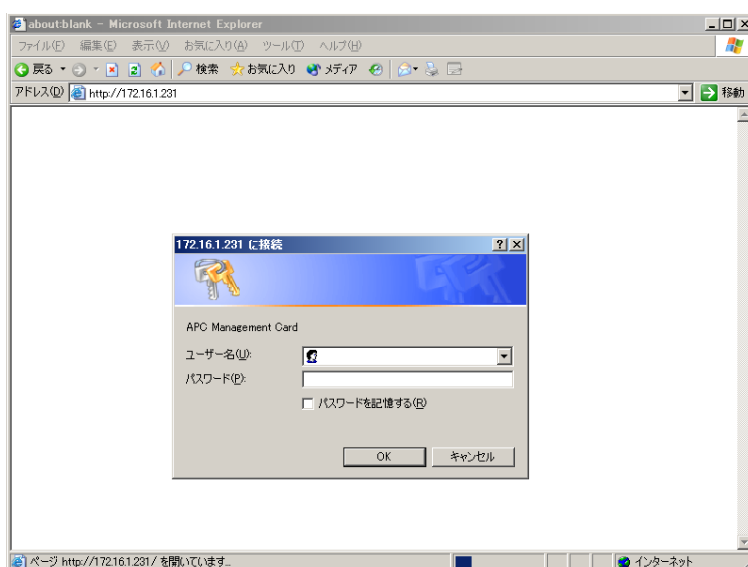 about:blank - Microsoft Internet Explorer
ファイル(F) 編集(E) 表示(V) お気に入り(A) ツール(T) ヘルプ(H)
戻る 検索 お気に入り メディア
アドレス(D) http://172.16.1.231 移動
172.16.1.231 に接続
APC Management Card
ユーザー名(U):
パスワード(P):
パスワードを記憶する(R)
OK キャンセル
ページ http://172.16.1.231/ を開いています... インターネット